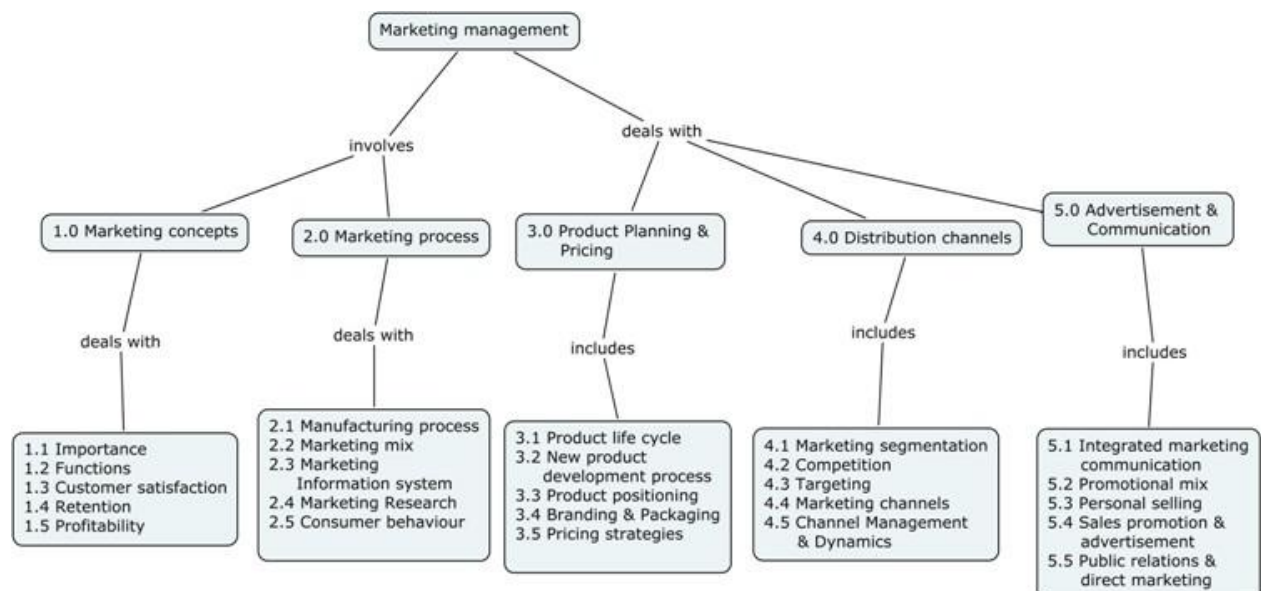 Marketing management
involves
deals with
1.0 Marketing concepts
2.0 Marketing process
3.0 Product Planning &
Pricing
4.0 Distribution channels
5.0 Advertisement &
Communication
deals with
deals with
includes
includes
includes
1.1 Importance
1.2 Functions
1.3 Customer satisfaction
1.4 Retention
1.5 Profitability
2.1 Manufacturing process
2.2 Marketing mix
2.3 Marketing
Information system
2.4 Marketing Research
2.5 Consumer behaviour
3.1 Product life cycle
3.2 New product
development process
3.3 Product positioning
3.4 Branding & Packaging
3.5 Pricing strategies
4.1 Marketing segmentation
4.2 Competition
4.3 Targeting
4.4 Marketing channels
4.5 Channel Management
& Dynamics
5.1 Integrated marketing
communication
5.2 Promotional mix
5.3 Personal selling
5.4 Sales promotion &
advertisement
5.5 Public relations &
direct marketing